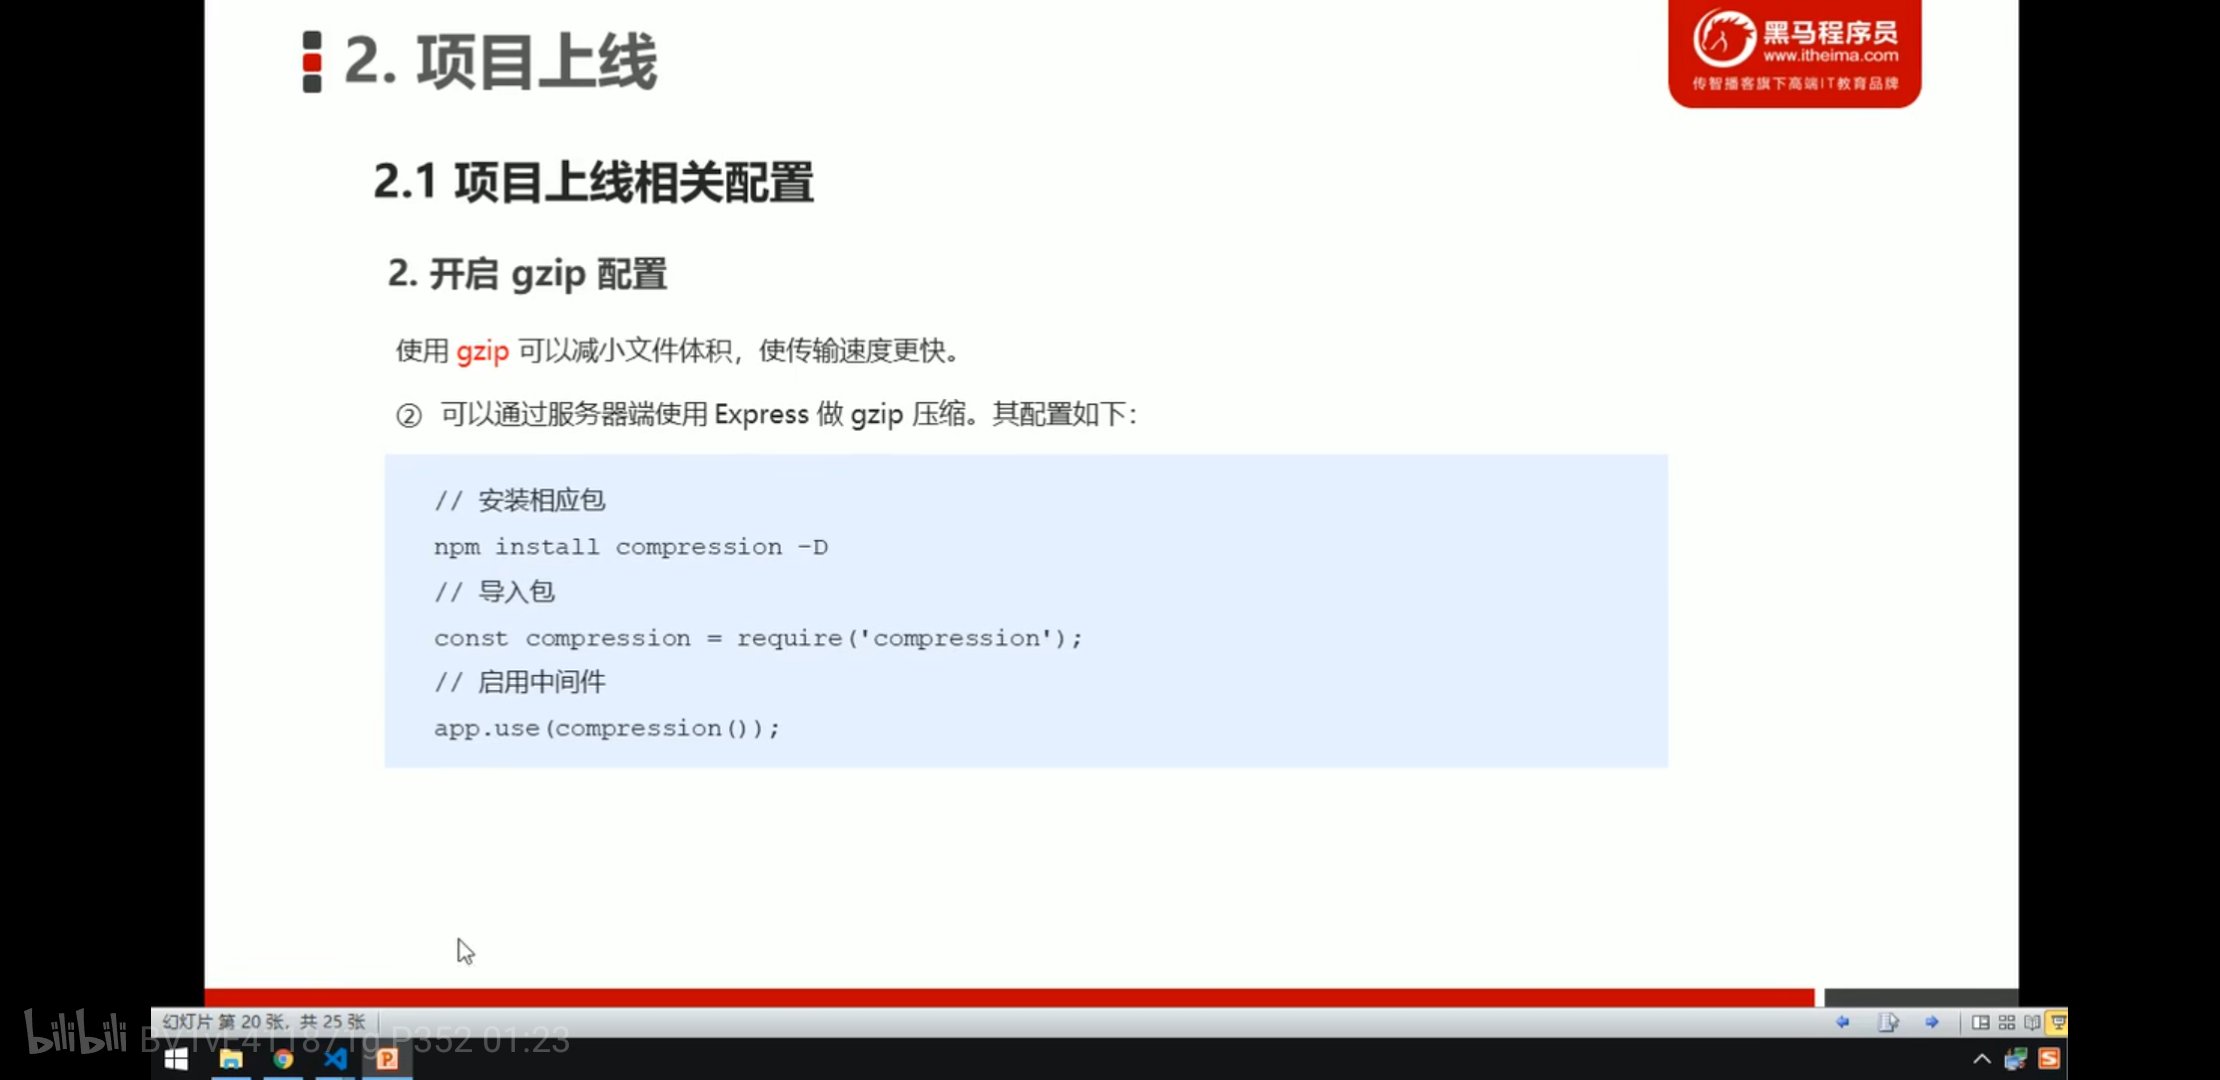 2. 项目上线
黑马程序员
www.itheima.com
传智播客旗下高端IT教育品牌
2.1 项目上线相关配置
2. 开启 gzip 配置
使用 gzip 可以减小文件体积，使传输速度更快。
② 可以通过服务器端使用 Express 做 gzip 压缩。其配置如下：
// 安装相应包
npm install compression -D
// 导入包
const compression = require('compression');
// 启用中间件
app.use(compression());
幻灯片 第 20 张，共 25 张
bilibili
P352 01:23